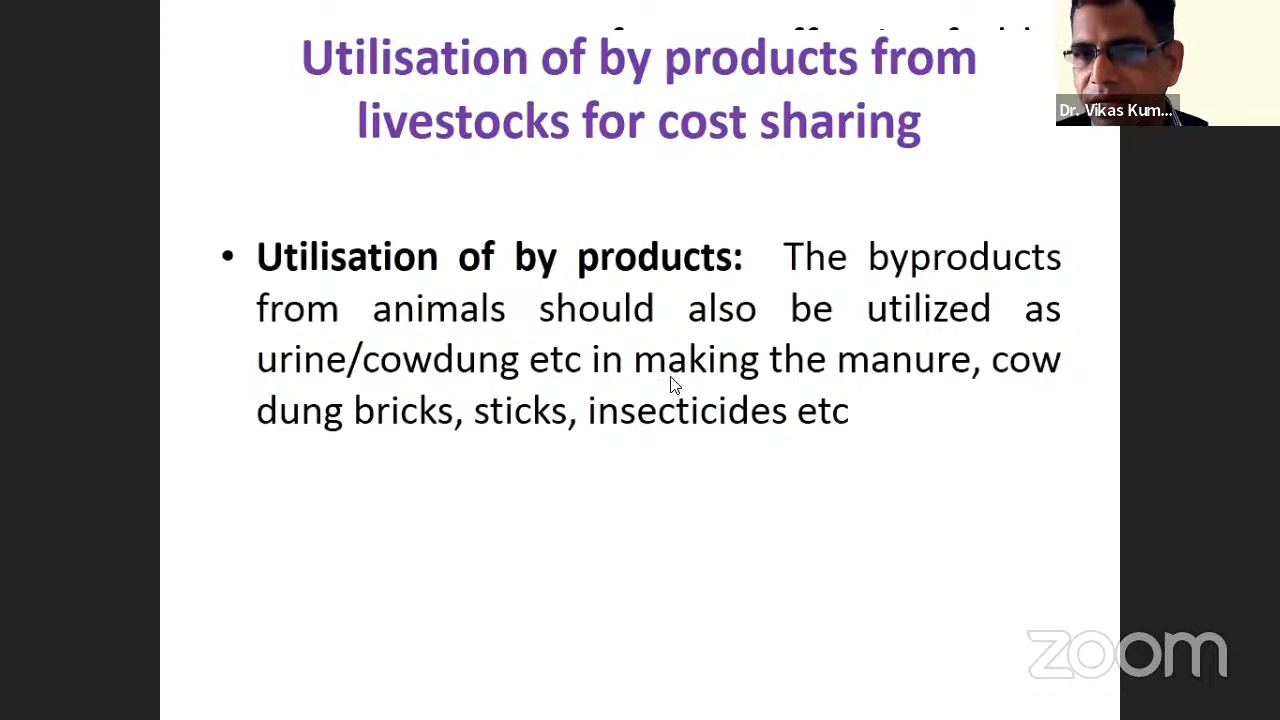 Utilisation of by products from
livestocks for cost sharing
Dr. Vikas Kum...
• Utilisation of by products: The byproducts
from animals should also be utilized as
urine/cowdung etc in making the manure, cow
dung bricks, sticks, insecticides etc
zoom